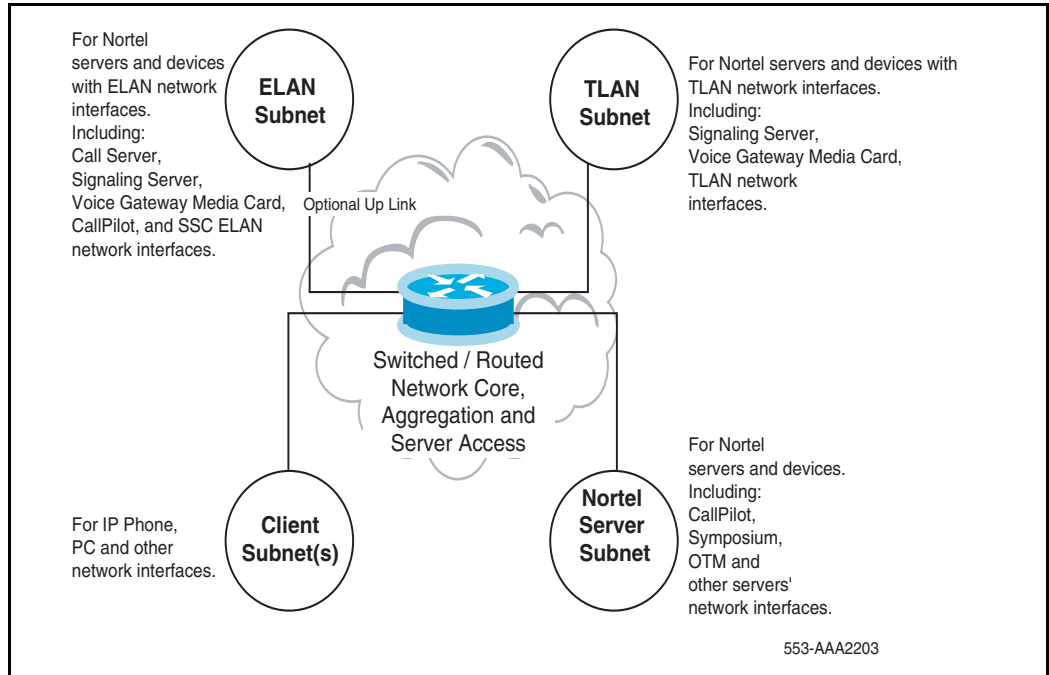 For Nortel
servers and devices
with ELAN network
interfaces.
Including:
Call Server,
Signaling Server,
Voice Gateway Media Card,
CallPilot, and SSC ELAN
network interfaces.
ELAN
Subnet
Optional Up Link
TLAN
Subnet
For Nortel servers and devices with
TLAN network interfaces.
Including:
Signaling Server,
Voice Gateway Media Card,
TLAN network
interfaces.
Switched / Routed
Network Core,
Aggregation and
Server Access
For IP Phone,
PC and other
network interfaces.
Client
Subnet(s)
Nortel
Server
Subnet
For Nortel
servers and devices.
Including:
CallPilot,
Symposium,
OTM and
other servers'
network interfaces.
553-AAA2203